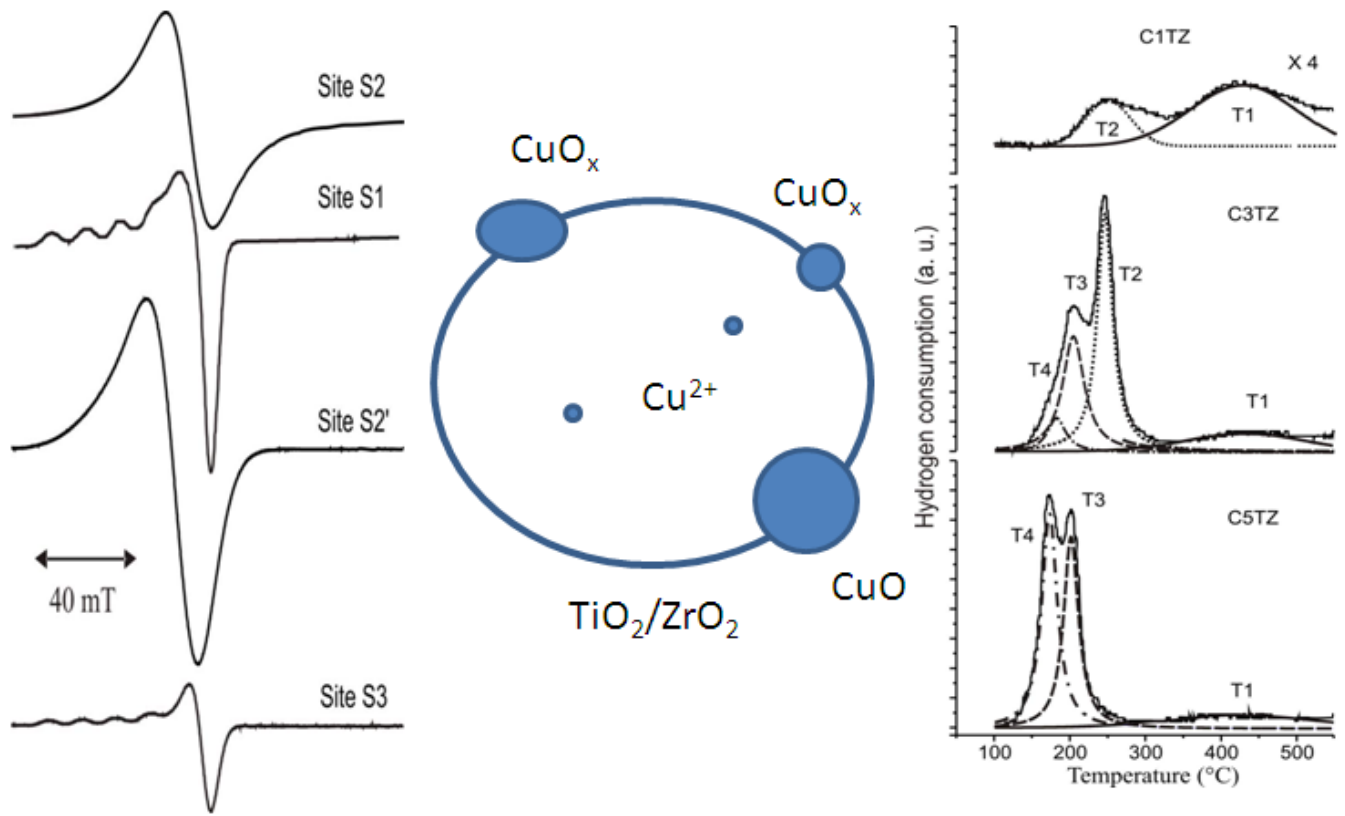 Site S2
Site S1
Site S2'
40 mT
Site S3
CuOₓ
CuOₓ
Cu²⁺
CuO
TiO₂/ZrO₂
Hydrogen consumption (a. u.)
C1TZ
X 4
T2
T1
C3TZ
T3
T2
T4
T1
C5TZ
T3
T4
T1
100 200 300 400 500
Temperature (°C)